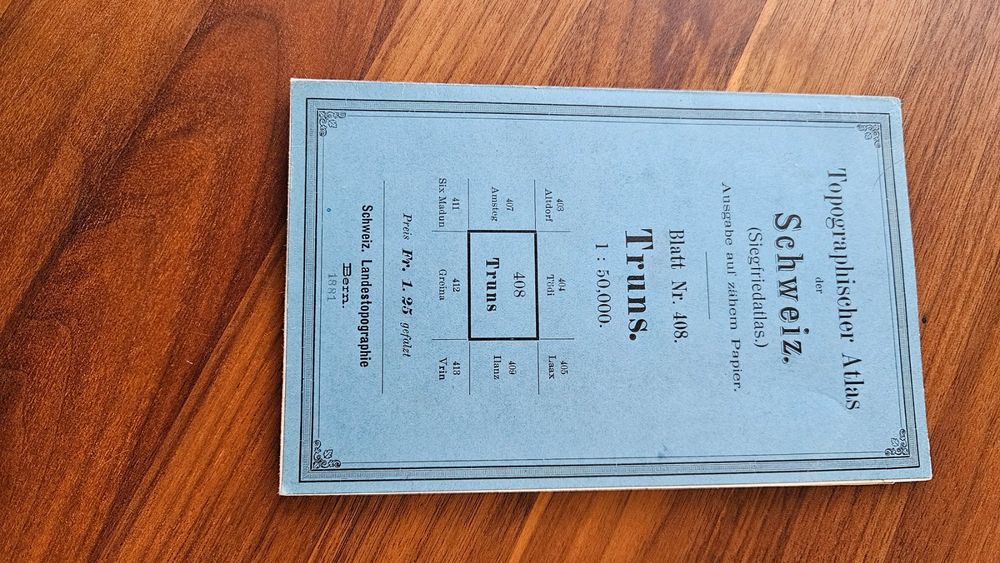 Topographischer Atlas
der
Schweiz.
(Siegfriedatlas.)
Ausgabe auf zähem Papier.
Blatt Nr. 408.
Truns.
1 : 50,000.
403 404 405
Altdorf Tödi Laax
407 408 409
Amsteg Truns Ilanz
411 412 413
Six Madun Greina Vrin
Preis Fr. 1.25 gefalzt
Schweiz. Landestopographie
Bern.
1881